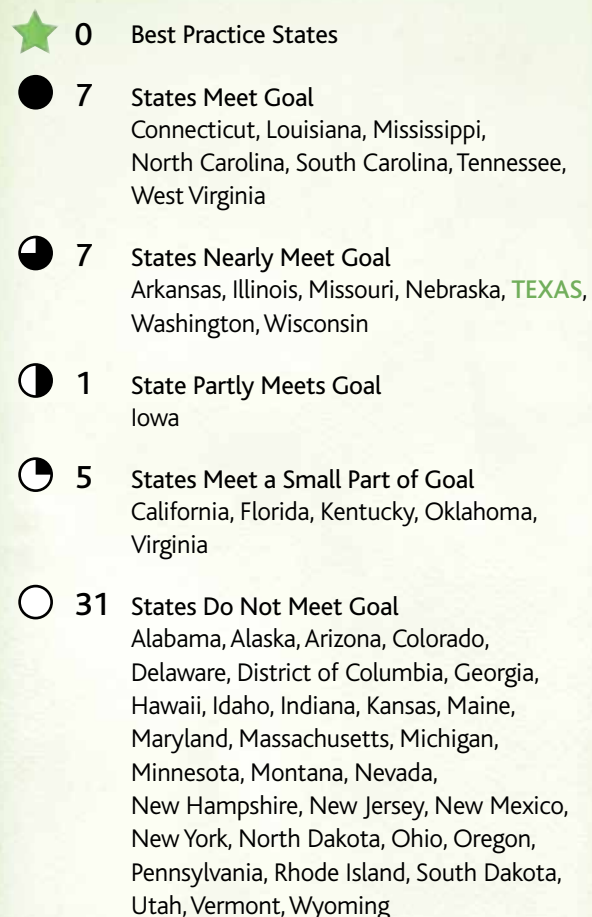 0 Best Practice States
7 States Meet Goal
Connecticut, Louisiana, Mississippi,
North Carolina, South Carolina, Tennessee,
West Virginia
7 States Nearly Meet Goal
Arkansas, Illinois, Missouri, Nebraska, TEXAS,
Washington, Wisconsin
1 State Partly Meets Goal
Iowa
5 States Meet a Small Part of Goal
California, Florida, Kentucky, Oklahoma,
Virginia
31 States Do Not Meet Goal
Alabama, Alaska, Arizona, Colorado,
Delaware, District of Columbia, Georgia,
Hawaii, Idaho, Indiana, Kansas, Maine,
Maryland, Massachusetts, Michigan,
Minnesota, Montana, Nevada,
New Hampshire, New Jersey, New Mexico,
New York, North Dakota, Ohio, Oregon,
Pennsylvania, Rhode Island, South Dakota,
Utah, Vermont, Wyoming